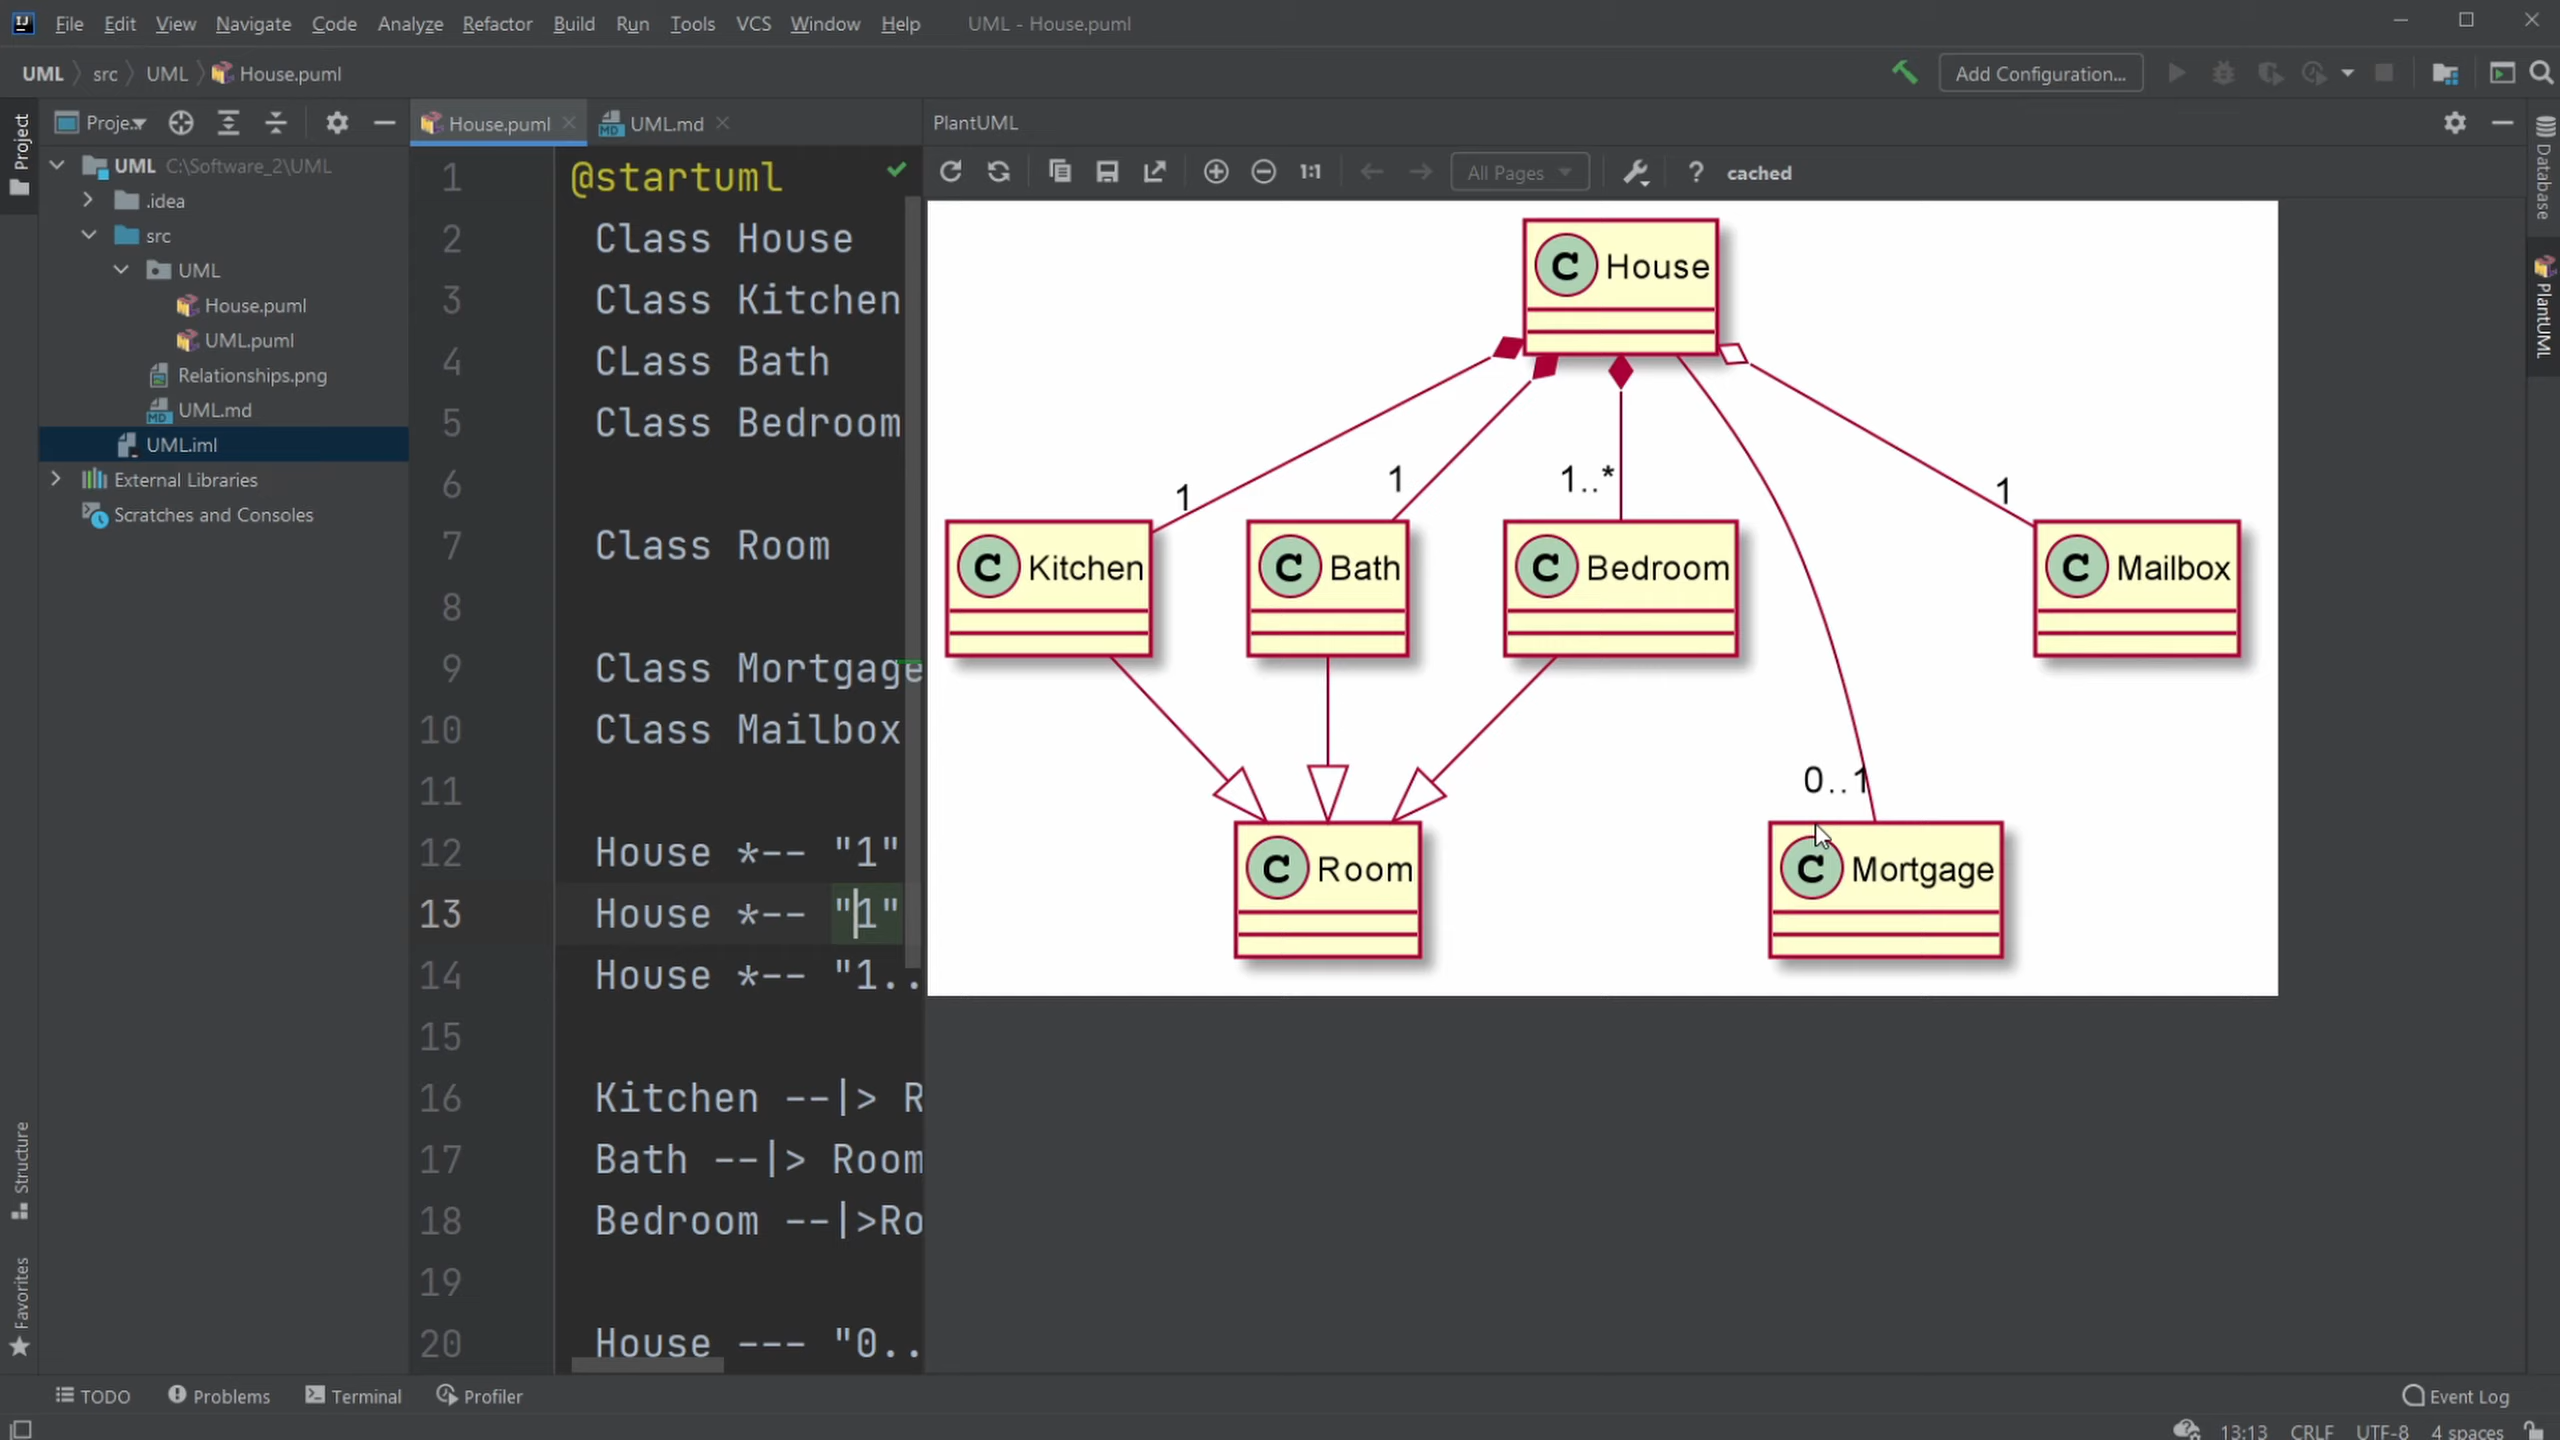 File Edit View Navigate Code Analyze Refactor Build Run Tools VCS Window Help UML - House.puml
UML src UML House.puml Add Configuration...
Project
Proje...
House.puml
UML.md
PlantUML
UML C:\Software_2\UML
.idea
src
UML
House.puml
UML.puml
Relationships.png
UML.md
UML.iml
External Libraries
Scratches and Consoles
1 @startuml
2 Class House
3 Class Kitchen
4 CLass Bath
5 Class Bedroom
6
7 Class Room
8
9 Class Mortgage
10 Class Mailbox
11
12 House *-- "1"
13 House *-- "1"
14 House *-- "1..
15
16 Kitchen --|> R
17 Bath --|> Room
18 Bedroom --|>Ro
19
20 House --- "0..
1:1 All Pages ? cached
C House
1 1 1..* 1
C Kitchen
C Bath
C Bedroom
C Mailbox
0..1
C Room
C Mortgage
Database
PlantUML
Structure
Favorites
TODO Problems Terminal Profiler Event Log
13:13 CRLF UTF-8 4 spaces